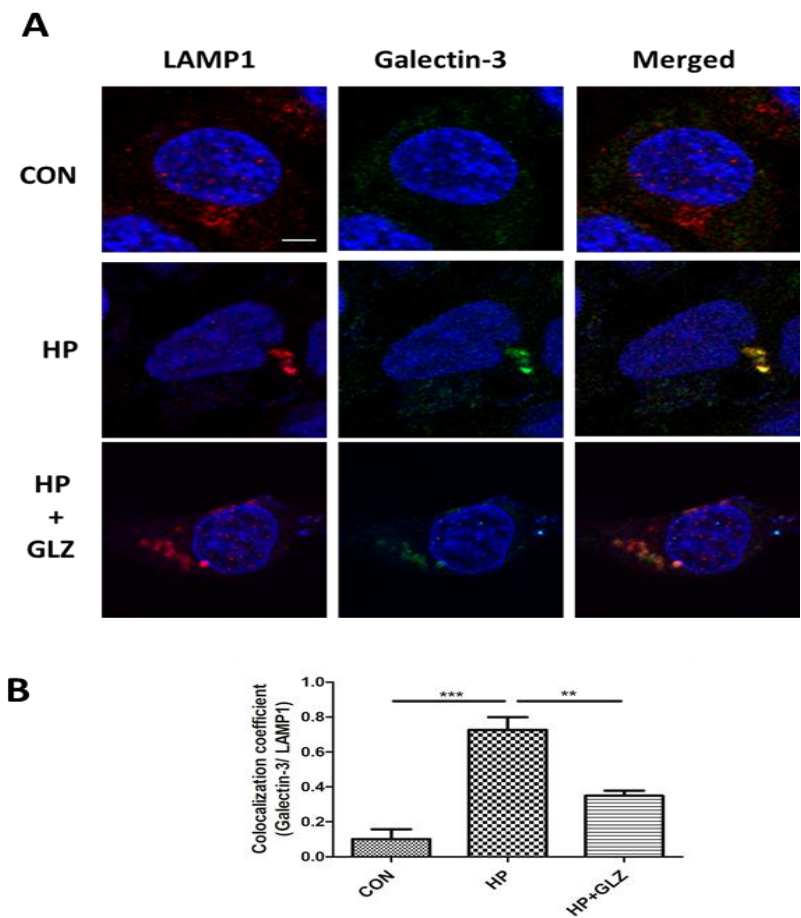 A
LAMP1 Galectin-3 Merged
CON
HP
HP
+
GLZ
B
Colocalization coefficient
(Galectin-3/ LAMP1)
1.0
0.8
0.6
0.4
0.2
0.0
*** **
CON HP HP+GLZ